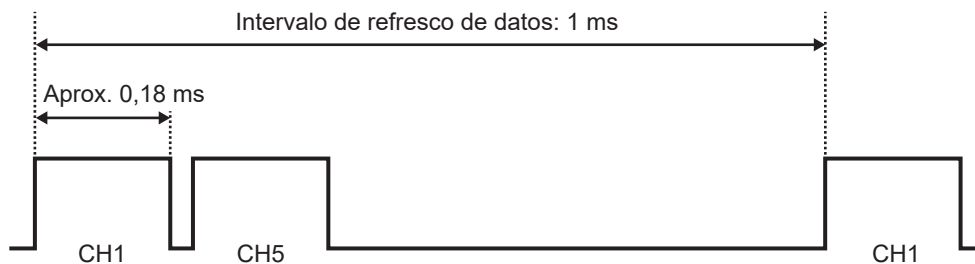 Intervalo de refresco de datos: 1 ms
Aprox. 0,18 ms
CH1 CH5 CH1